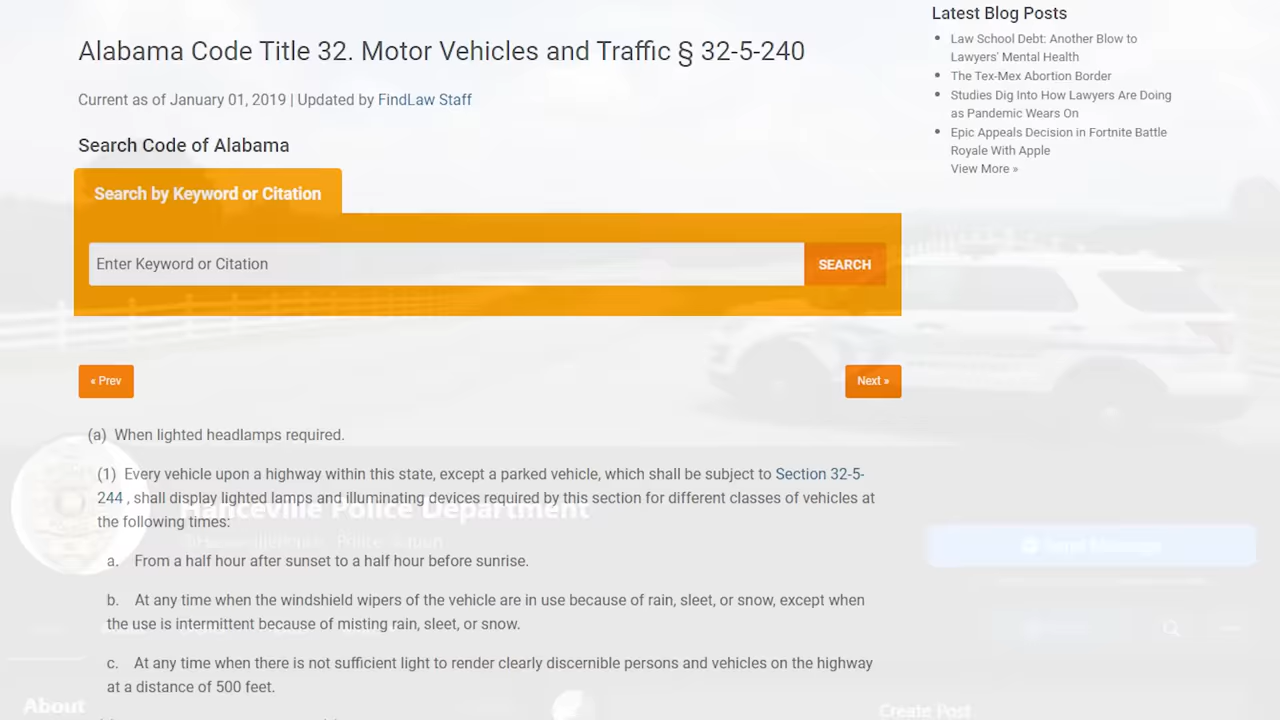 Alabama Code Title 32. Motor Vehicles and Traffic § 32-5-240
Current as of January 01, 2019 | Updated by FindLaw Staff
Search Code of Alabama
Search by Keyword or Citation
Enter Keyword or Citation
SEARCH
« Prev
Next »
(a) When lighted headlamps required.
(1) Every vehicle upon a highway within this state, except a parked vehicle, which shall be subject to Section 32-5-
244 , shall display lighted lamps and illuminating devices required by this section for different classes of vehicles at
the following times:
a. From a half hour after sunset to a half hour before sunrise.
b. At any time when the windshield wipers of the vehicle are in use because of rain, sleet, or snow, except when
the use is intermittent because of misting rain, sleet, or snow.
c. At any time when there is not sufficient light to render clearly discernible persons and vehicles on the highway
at a distance of 500 feet.
Latest Blog Posts
Law School Debt: Another Blow to
Lawyers' Mental Health
The Tex-Mex Abortion Border
Studies Dig Into How Lawyers Are Doing
as Pandemic Wears On
Epic Appeals Decision in Fortnite Battle
Royale With Apple
View More »
Hanceville Police Department
About
Create Post